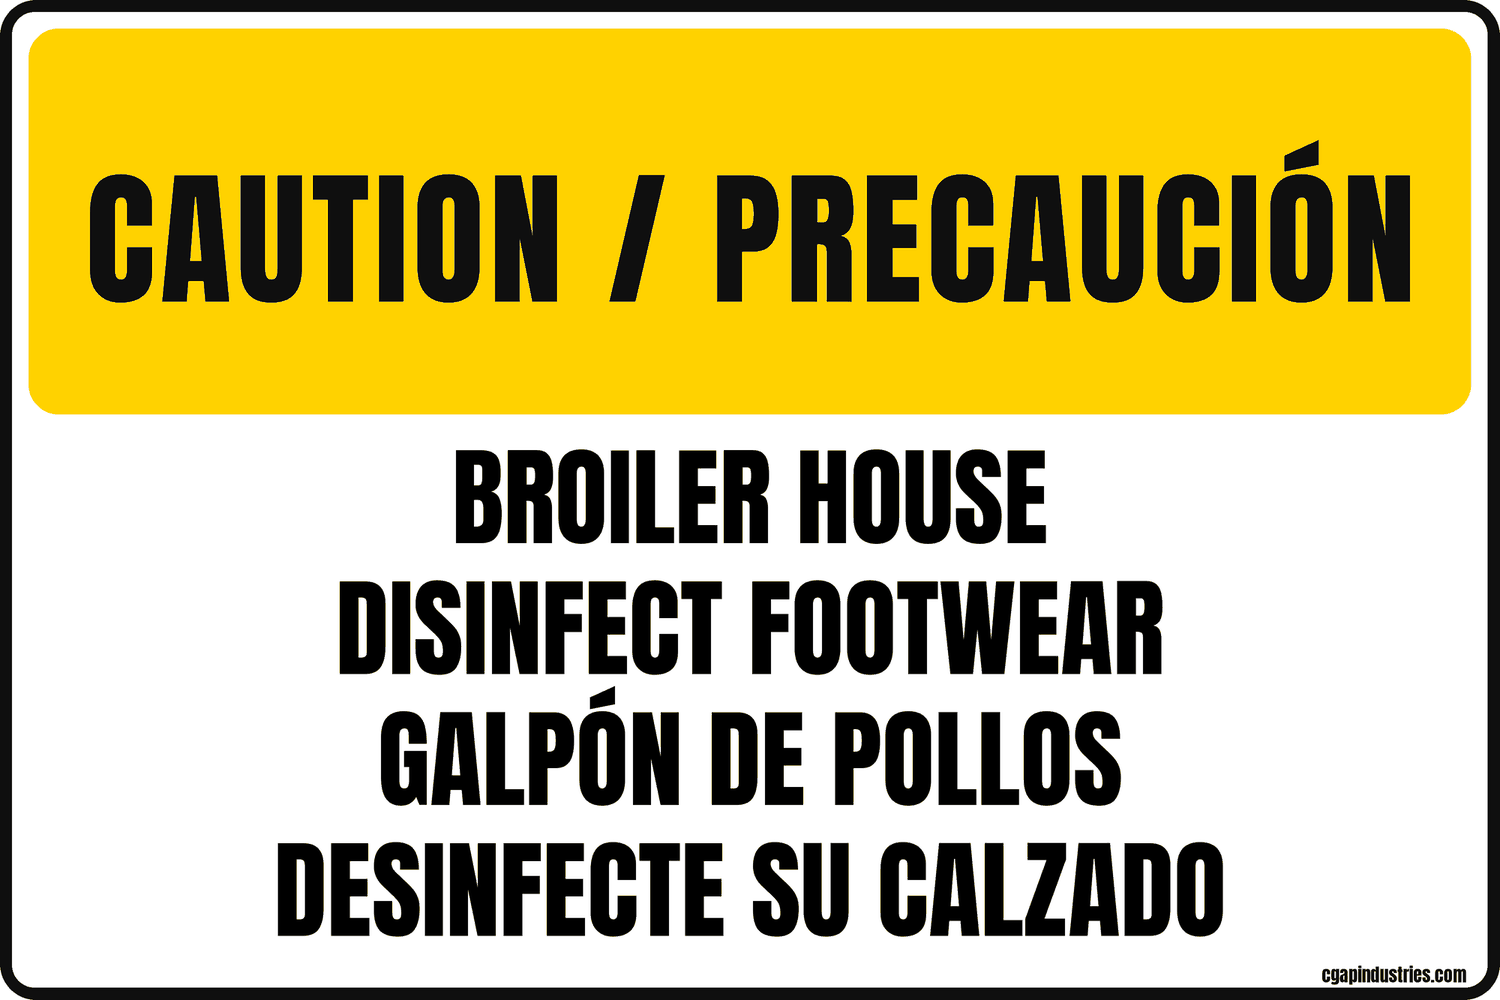 CAUTION / PRECAUCIÓN
BROILER HOUSE
DISINFECT FOOTWEAR
GALPÓN DE POLLOS
DESINFECTE SU CALZADO
cgapindustries.com